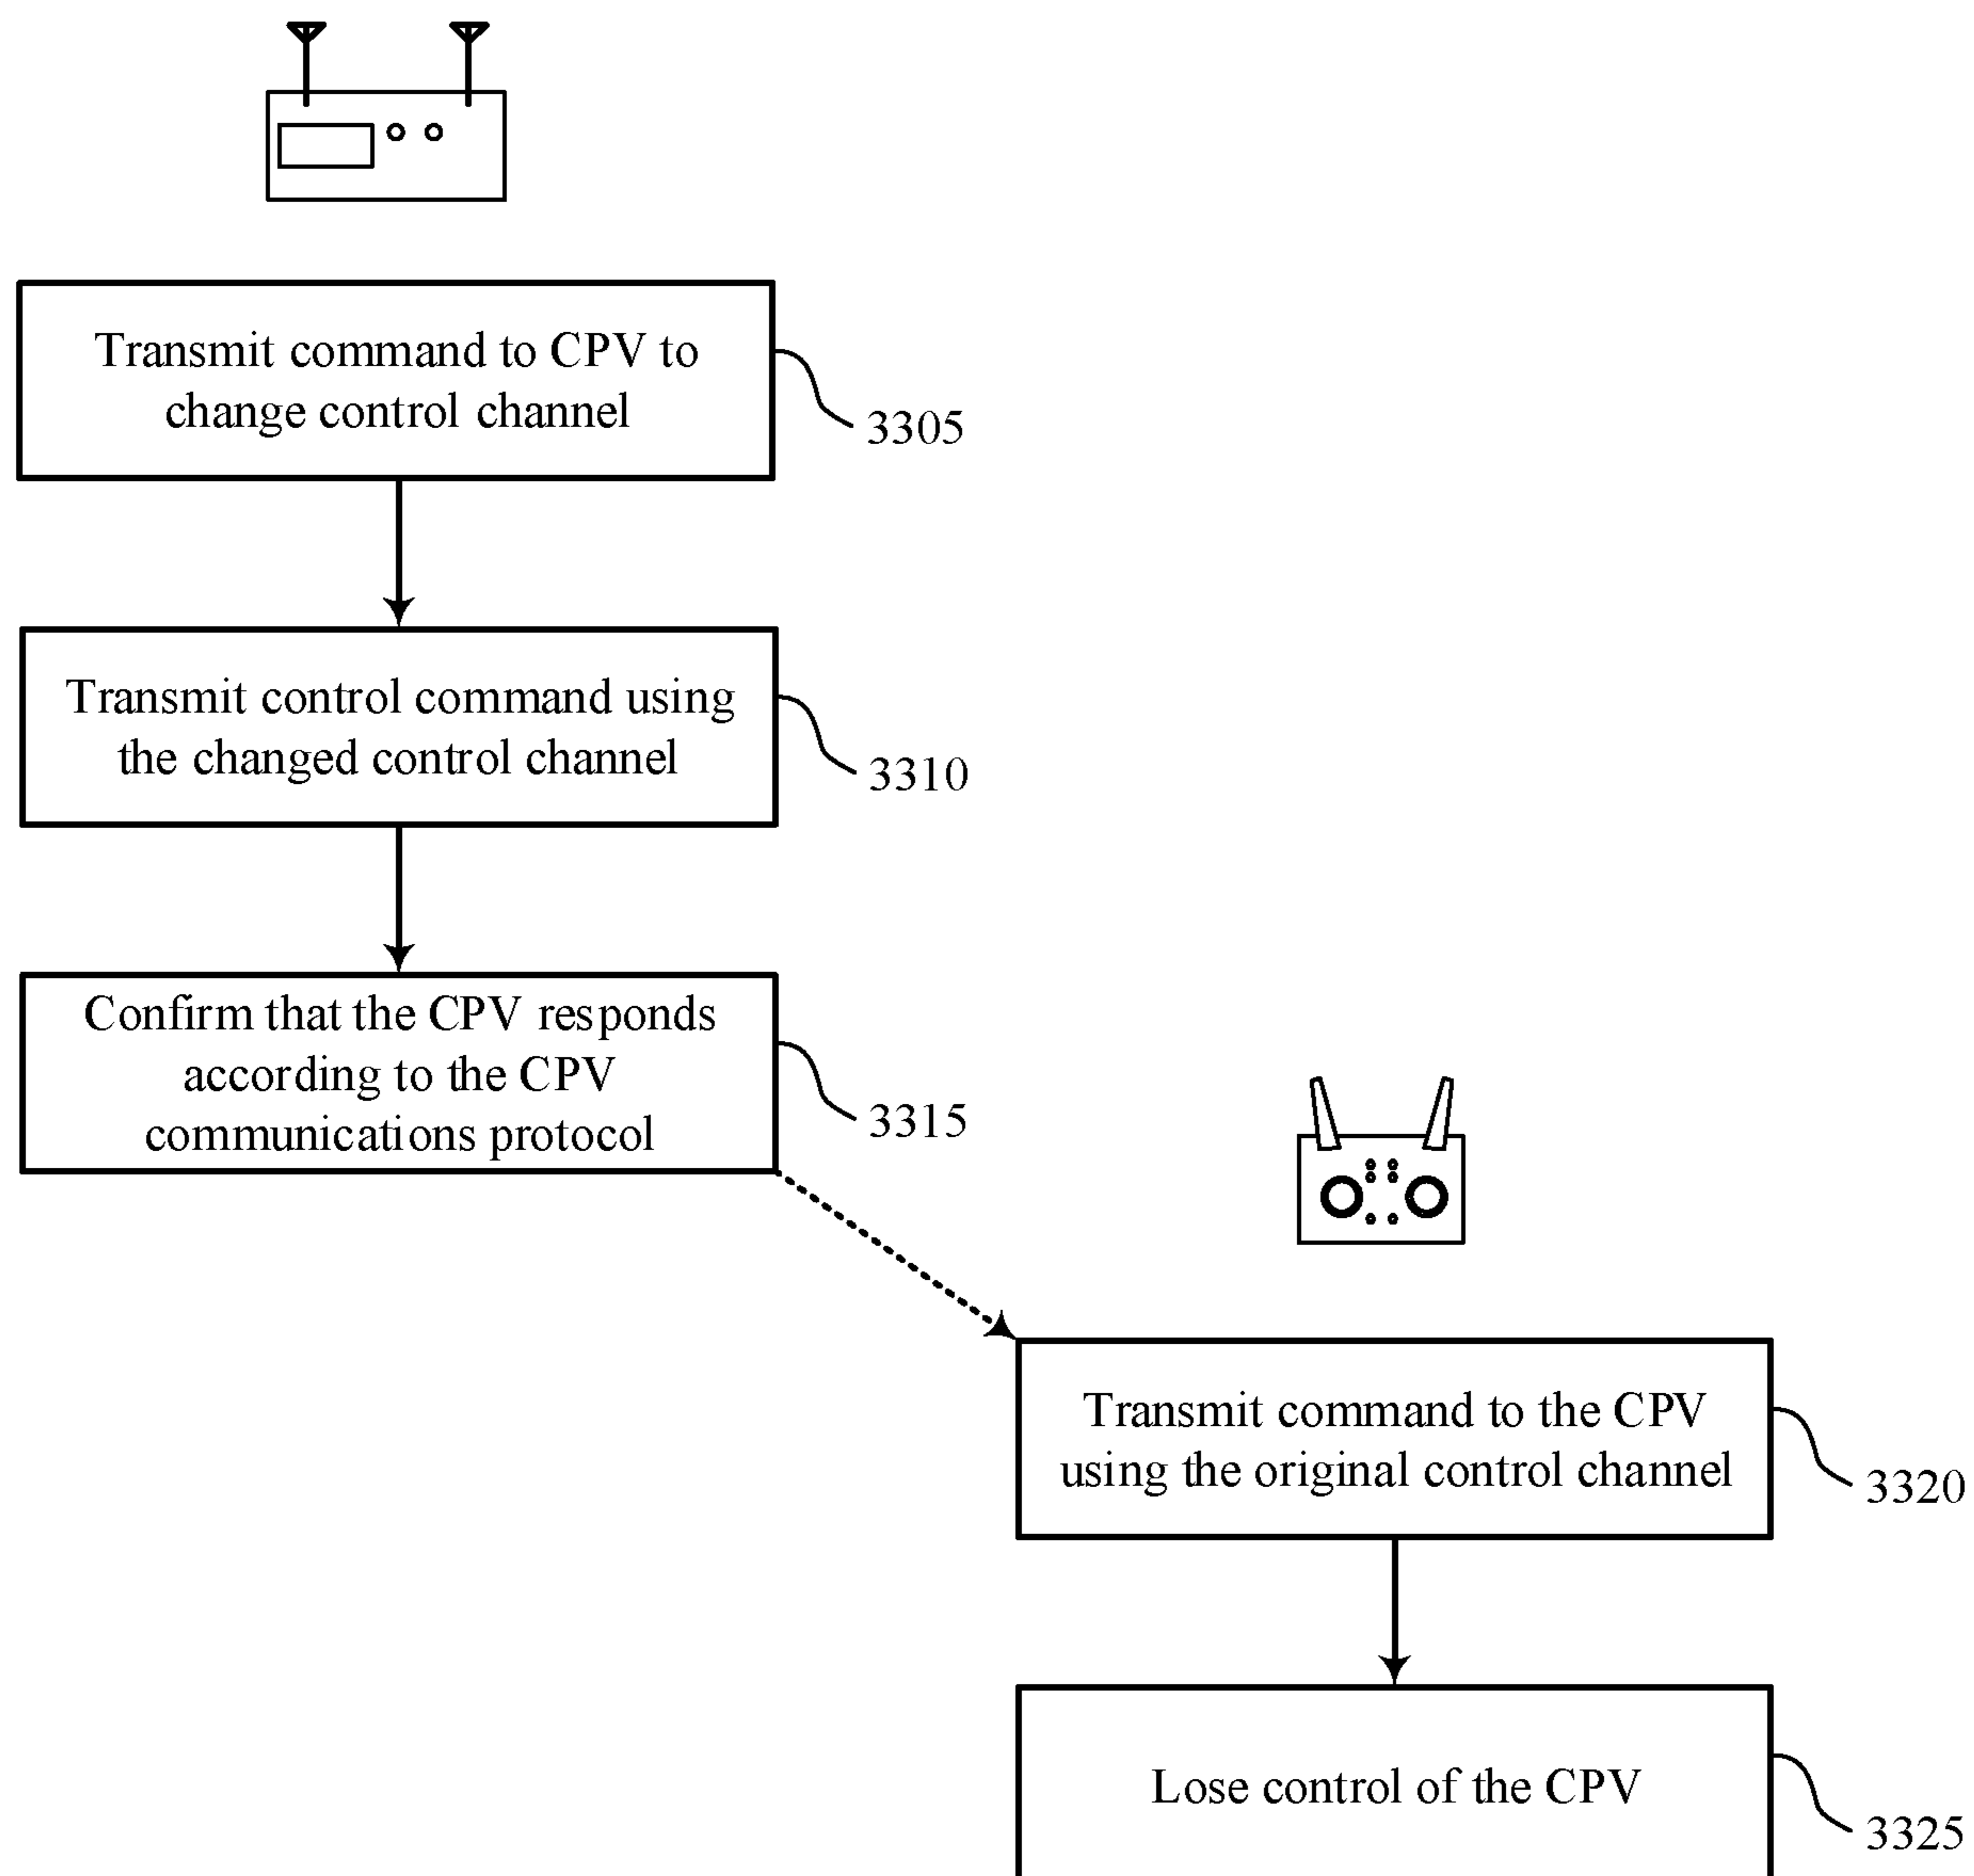 Transmit command to CPV to
change control channel
3305
Transmit control command using
the changed control channel
3310
Confirm that the CPV responds
according to the CPV
communications protocol
3315
Transmit command to the CPV
using the original control channel
3320
Lose control of the CPV
3325